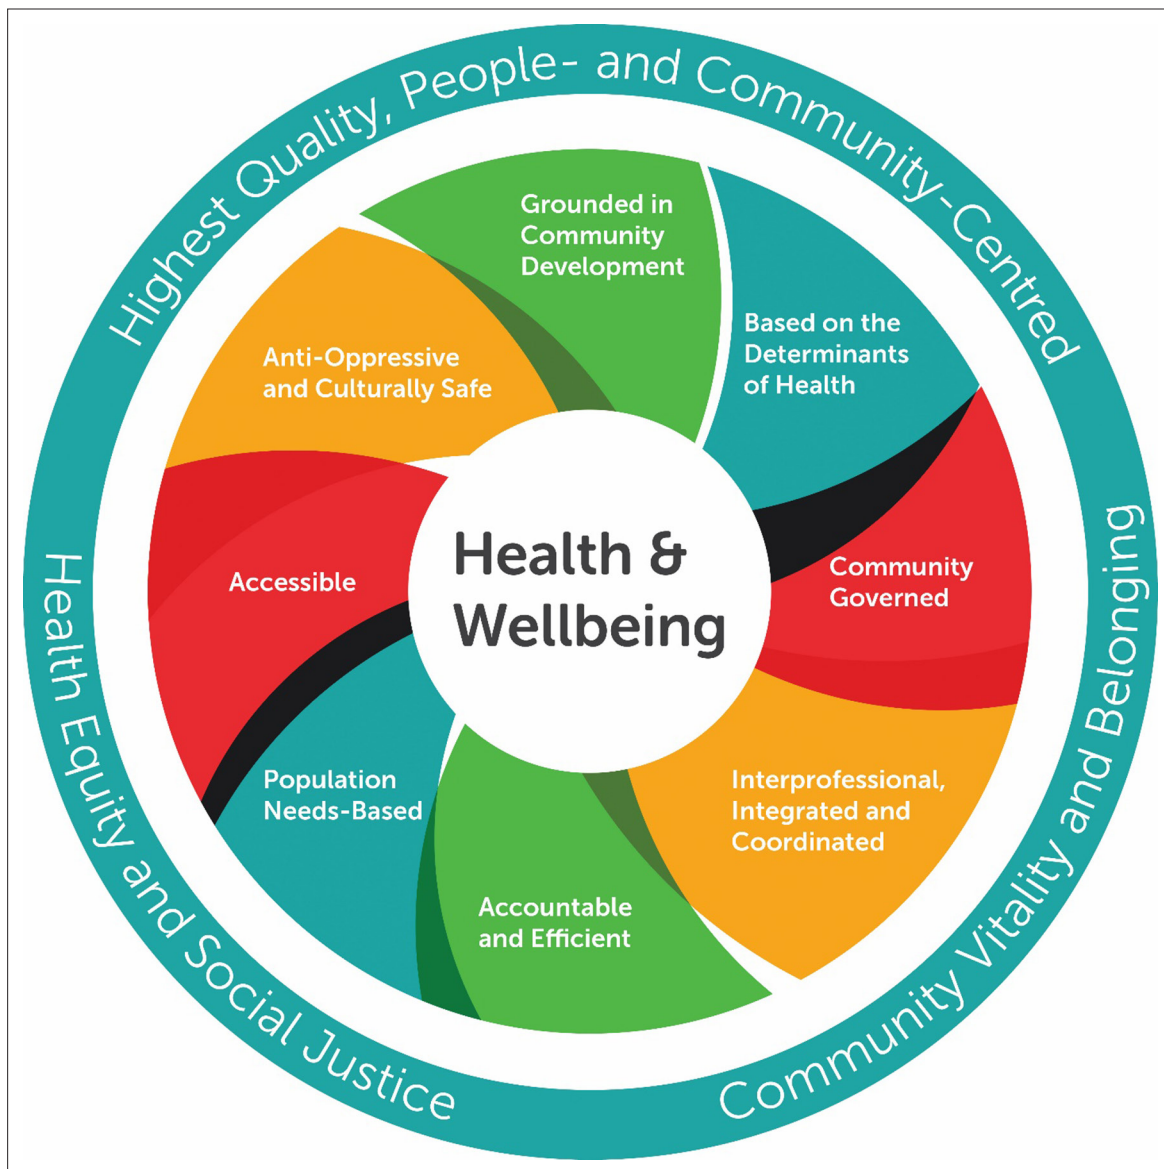 Highest Quality, People- and Community-Centred
Grounded in
Community
Development
Based on the
Determinants
of Health
Anti-Oppressive
and Culturally Safe
Health &
Wellbeing
Accessible
Community
Governed
Population
Needs-Based
Interprofessional,
Integrated and
Coordinated
Accountable
and Efficient
Health Equity and Social Justice
Community Vitality and Belonging